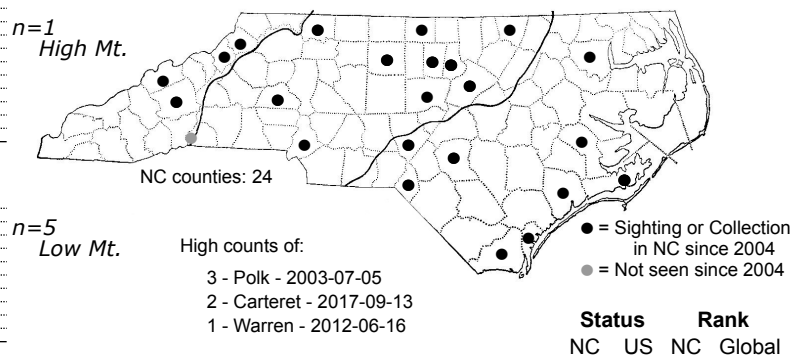 n=1
High Mt.
NC counties: 24
n=5
Low Mt.
High counts of:
3 - Polk - 2003-07-05
2 - Carteret - 2017-09-13
1 - Warren - 2012-06-16
● = Sighting or Collection
in NC since 2004
● = Not seen since 2004
Status Rank
NC US NC Global